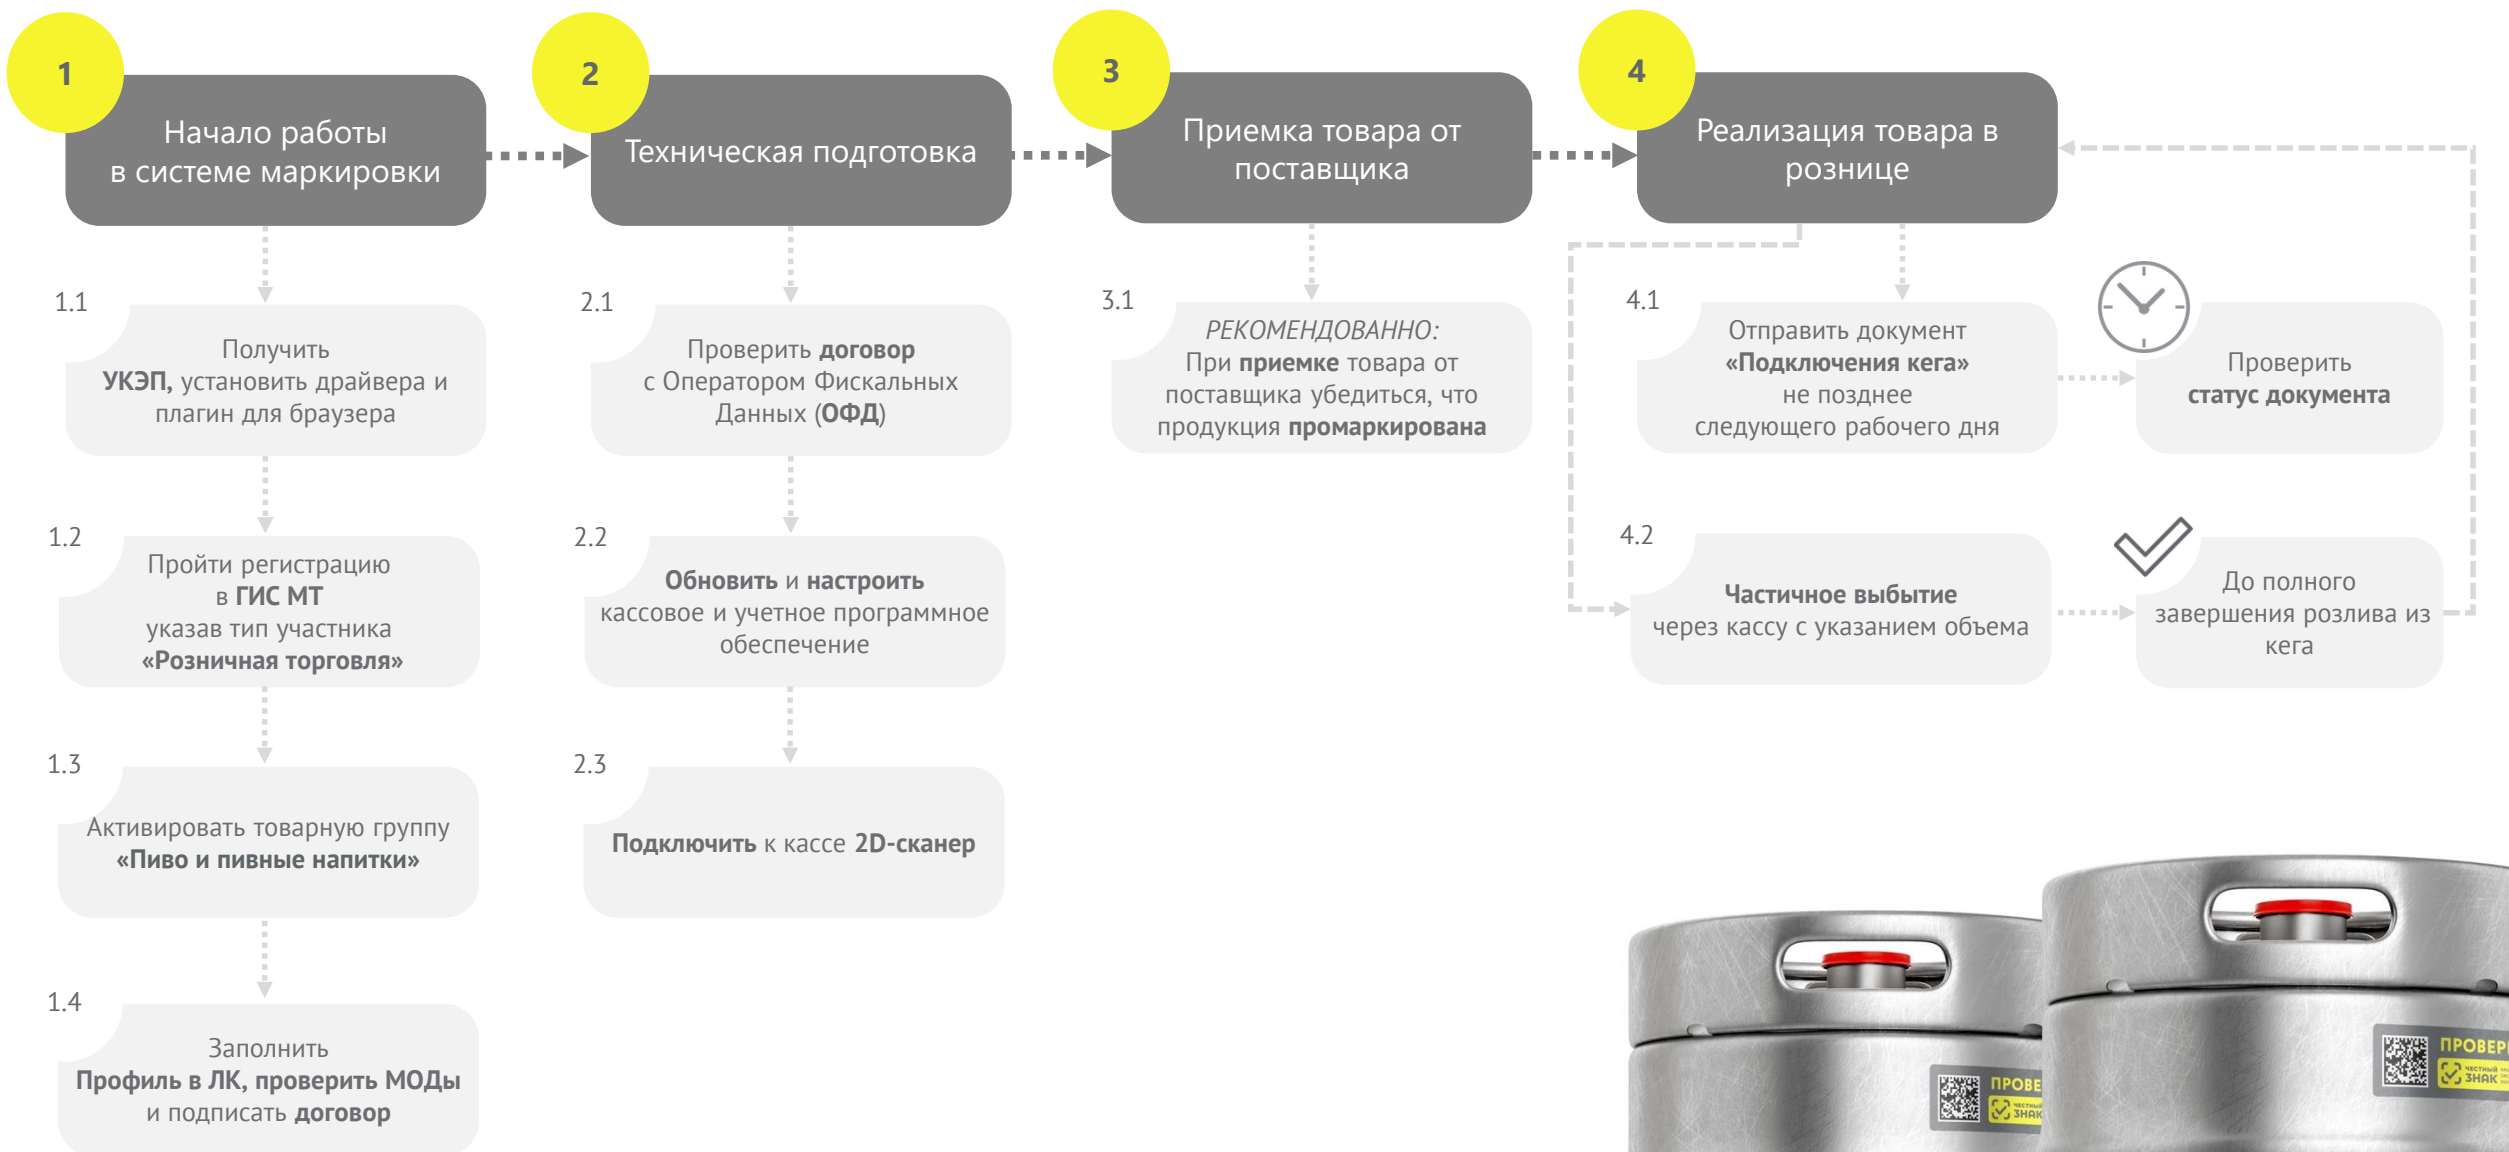 1
Начало работы
в системе маркировки
1.1
Получить
УКЭП, установить драйвера и
плагин для браузера
1.2
Пройти регистрацию
в ГИС МТ
указав тип участника
«Розничная торговля»
1.3
Активировать товарную группу
«Пиво и пивные напитки»
1.4
Заполнить
Профиль в ЛК, проверить МОДы
и подписать договор
2
Техническая подготовка
2.1
Проверить договор
с Оператором Фискальных
Данных (ОФД)
2.2
Обновить и настроить
кассовое и учетное программное
обеспечение
2.3
Подключить к кассе 2D-сканер
3
Приемка товара от
поставщика
3.1
РЕКОМЕНДОВАННО:
При приемке товара от
поставщика убедиться, что
продукция промаркирована
4
Реализация товара в
рознице
4.1
Отправить документ
«Подключения кега»
не позднее
следующего рабочего дня
Проверить
статус документа
4.2
Частичное выбытие
через кассу с указанием объема
До полного
завершения розлива из
кега
ПРОВЕ
ЧЕСТНЫЙ
ЗНАК
ПРОВЕР
ЧЕСТНЫЙ
ЗНАК